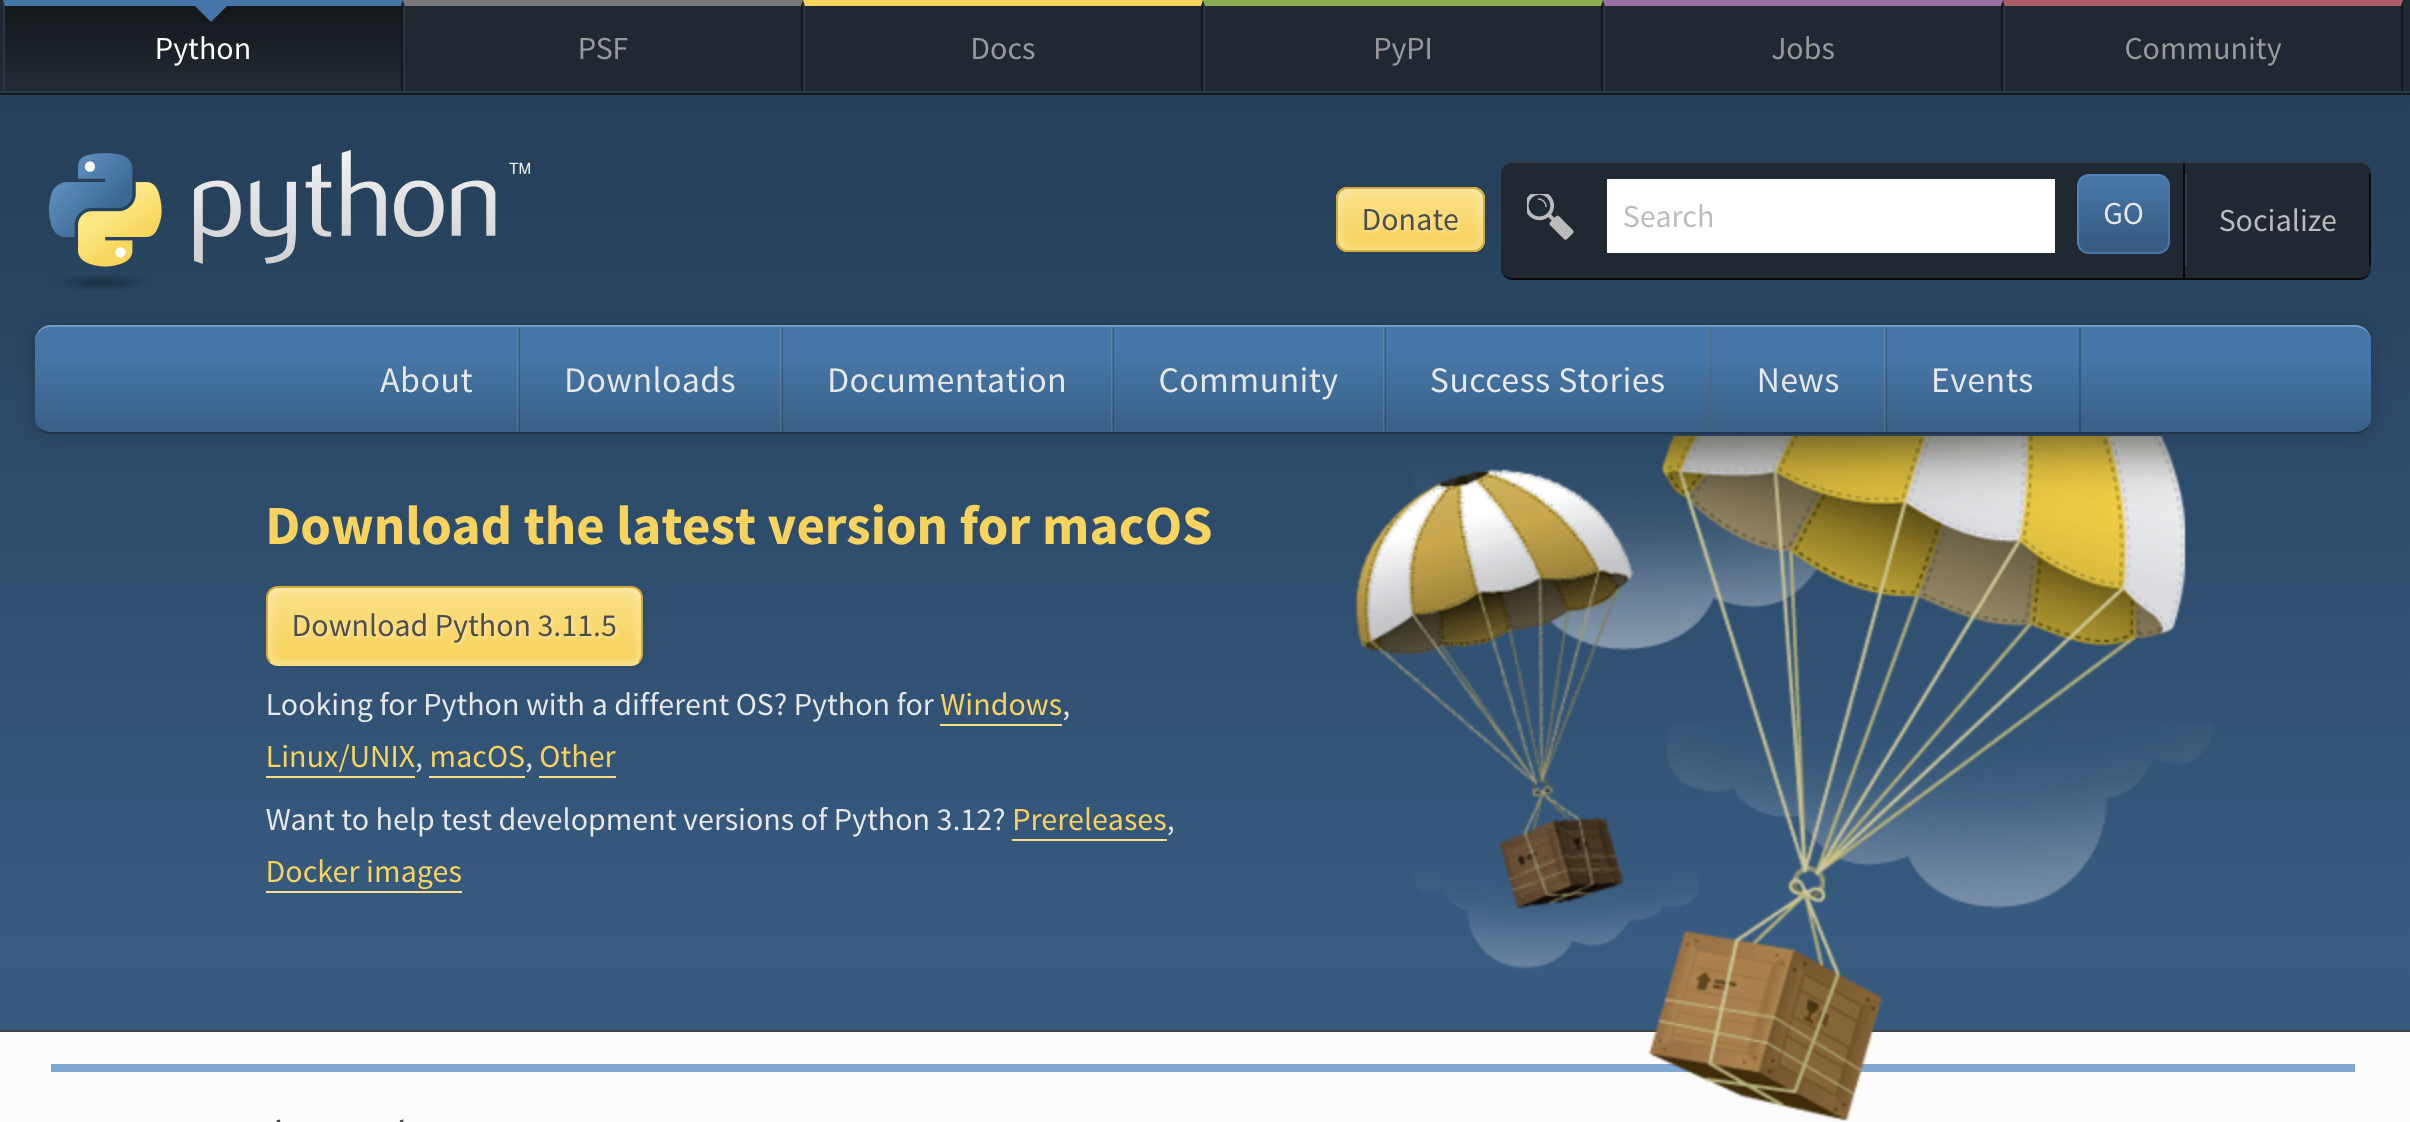 Python
PSF
Docs
PyPI
Jobs
Community
python™
Donate
Search
GO
Socialize
About
Downloads
Documentation
Community
Success Stories
News
Events
Download the latest version for macOS
Download Python 3.11.5
Looking for Python with a different OS? Python for Windows,
Linux/UNIX, macOS, Other
Want to help test development versions of Python 3.12? Prereleases,
Docker images